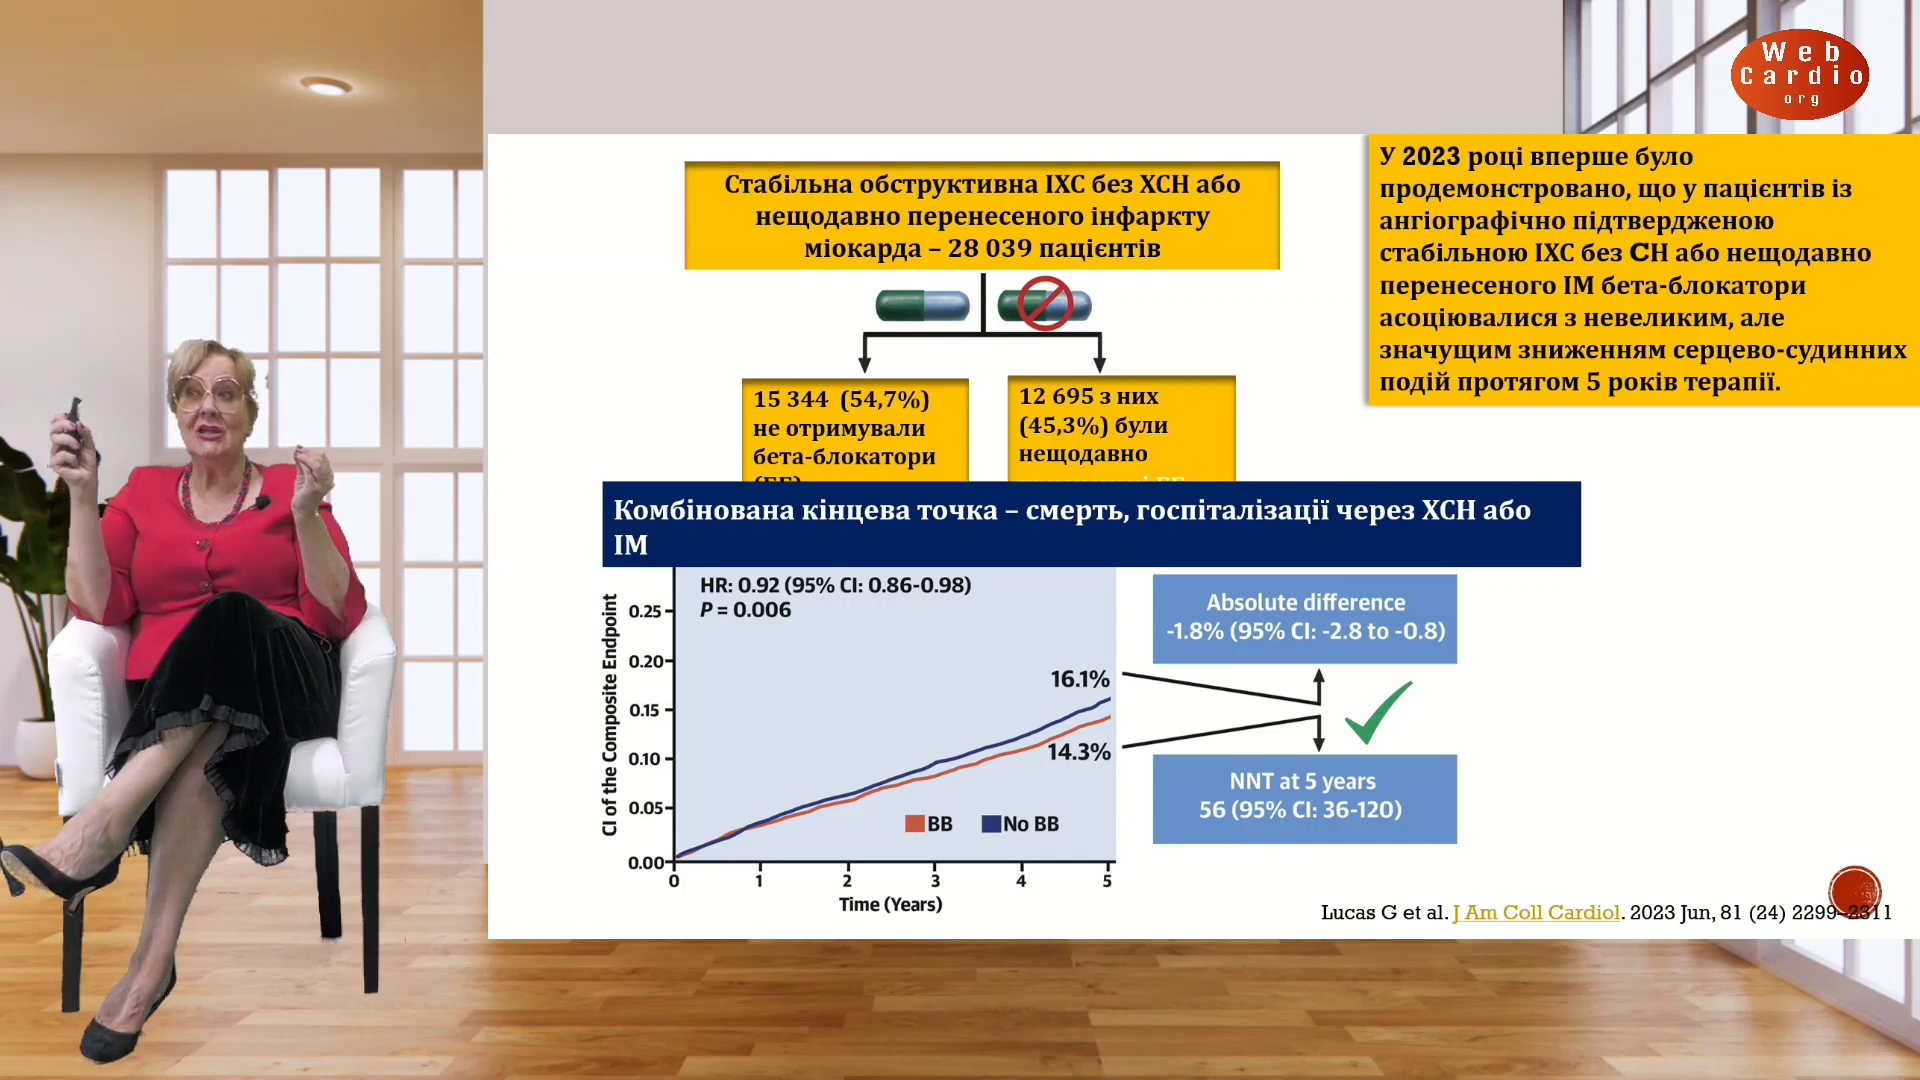 Web
Cardio
org
Стабільна обструктивна ІХС без ХСН або
нещодавно перенесеного інфаркту
міокарда – 28 039 пацієнтів
У 2023 році вперше було
продемонстровано, що у пацієнтів із
ангіографічно підтвердженою
стабільною ІХС без СН або нещодавно
перенесеного ІМ бета-блокатори
асоціювалися з невеликим, але
значущим зниженням серцево-судинних
подій протягом 5 років терапії.
15 344 (54,7%)
не отримували
бета-блокатори
12 695 з них
(45,3%) були
нещодавно
Комбінована кінцева точка – смерть, госпіталізації через ХСН або
ІМ
HR: 0.92 (95% CI: 0.86-0.98)
P = 0.006
CI of the Composite Endpoint
0.25
0.20
0.15
0.10
0.05
0.00
16.1%
14.3%
BB
No BB
0 1 2 3 4 5
Time (Years)
Absolute difference
-1.8% (95% CI: -2.8 to -0.8)
NNT at 5 years
56 (95% CI: 36-120)
Lucas G et al. J Am Coll Cardiol. 2023 Jun, 81 (24) 2299–2311